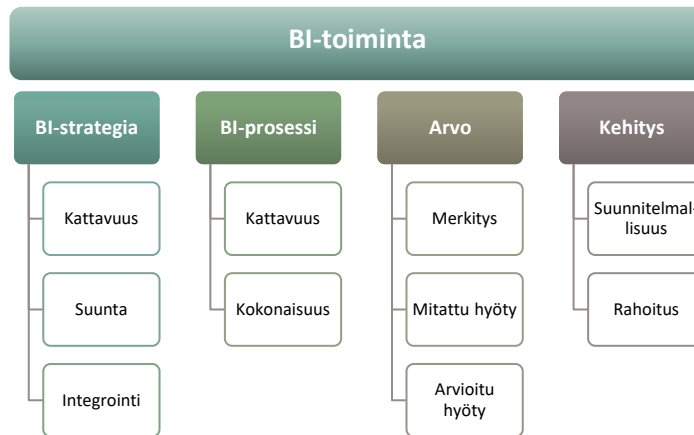 BI-toiminta
BI-strategia
Kattavuus
Suunta
Integrointi
BI-prosessi
Kattavuus
Kokonaisuus
Arvo
Merkitys
Mitattu hyöty
Arvioitu
hyöty
Kehitys
Suunnitelmal-
lisuus
Rahoitus